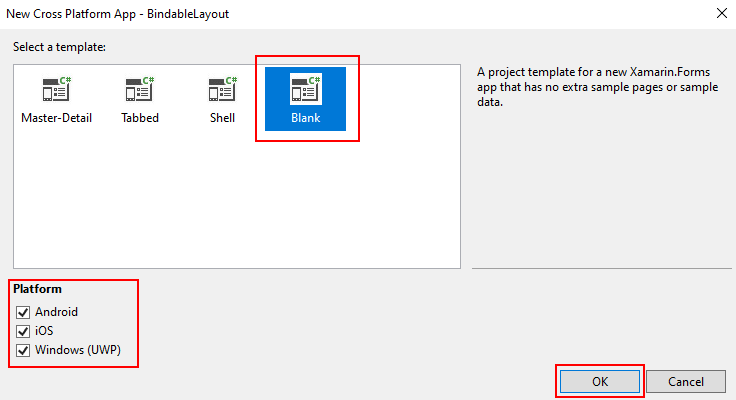 New Cross Platform App - BindableLayout
Select a template:
C#
C#
C#
C#
Master-Detail
Tabbed
Shell
Blank
A project template for a new Xamarin.Forms
app that has no extra sample pages or sample
data.
Platform
Android
iOS
Windows (UWP)
OK
Cancel